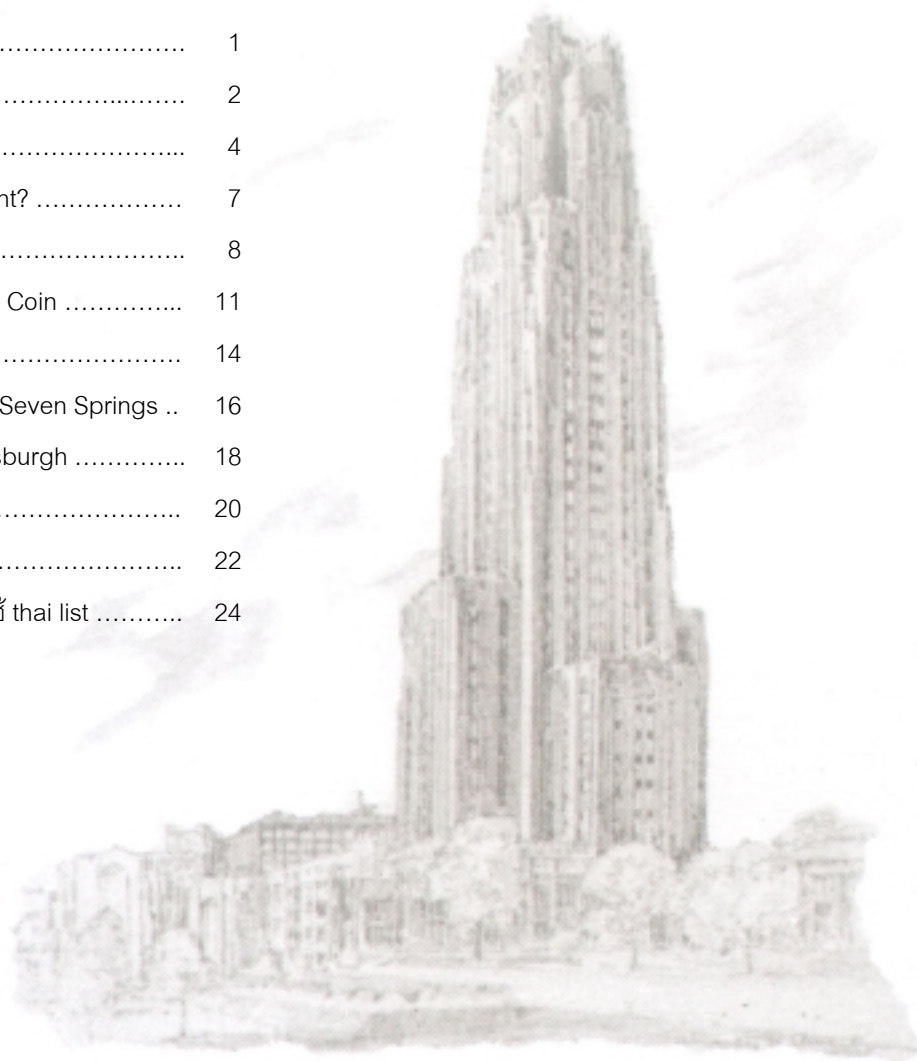 …………………. 1
……………...……. 2
…………………... 4
nt? ……………… 7
………………….. 8
Coin …………... 11
…………………. 14
Seven Springs .. 16
sburgh ………….. 18
………………….. 20
………………….. 22
thai list ……….. 24